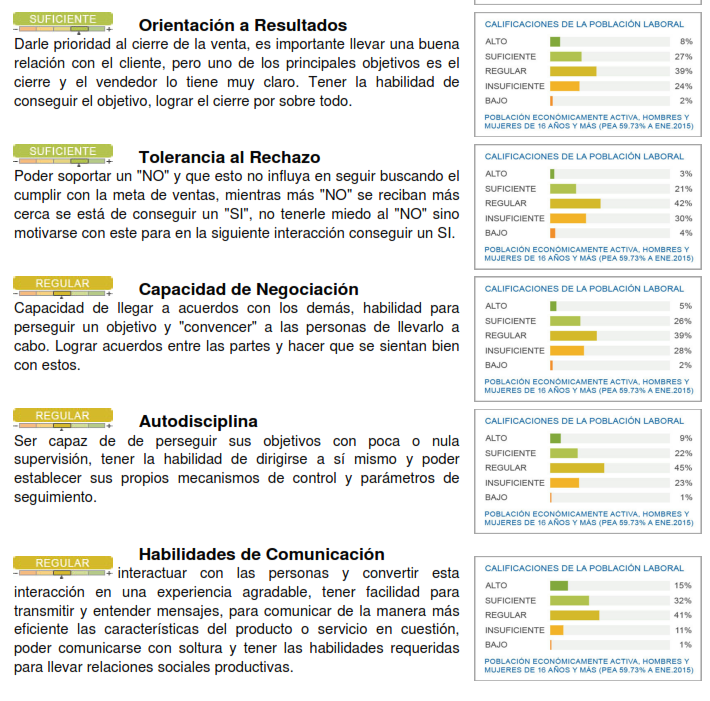 SUFICIENTE
- +
Orientación a Resultados
Darle prioridad al cierre de la venta, es importante llevar una buena
relación con el cliente, pero uno de los principales objetivos es el
cierre y el vendedor lo tiene muy claro. Tener la habilidad de
conseguir el objetivo, lograr el cierre por sobre todo.
CALIFICACIONES DE LA POBLACIÓN LABORAL
ALTO 8%
SUFICIENTE 27%
REGULAR 39%
INSUFICIENTE 24%
BAJO 2%
POBLACIÓN ECONÓMICAMENTE ACTIVA, HOMBRES Y
MUJERES DE 16 AÑOS Y MÁS (PEA 59.73% A ENE.2015)
SUFICIENTE
- +
Tolerancia al Rechazo
Poder soportar un "NO" y que esto no influya en seguir buscando el
cumplir con la meta de ventas, mientras más "NO" se reciban más
cerca se está de conseguir un "SI", no tenerle miedo al "NO" sino
motivarse con este para en la siguiente interacción conseguir un SI.
CALIFICACIONES DE LA POBLACIÓN LABORAL
ALTO 3%
SUFICIENTE 21%
REGULAR 42%
INSUFICIENTE 30%
BAJO 4%
POBLACIÓN ECONÓMICAMENTE ACTIVA, HOMBRES Y
MUJERES DE 16 AÑOS Y MÁS (PEA 59.73% A ENE.2015)
REGULAR
- +
Capacidad de Negociación
Capacidad de llegar a acuerdos con los demás, habilidad para
perseguir un objetivo y "convencer" a las personas de llevarlo a
cabo. Lograr acuerdos entre las partes y hacer que se sientan bien
con estos.
CALIFICACIONES DE LA POBLACIÓN LABORAL
ALTO 5%
SUFICIENTE 26%
REGULAR 39%
INSUFICIENTE 28%
BAJO 2%
POBLACIÓN ECONÓMICAMENTE ACTIVA, HOMBRES Y
MUJERES DE 16 AÑOS Y MÁS (PEA 59.73% A ENE.2015)
REGULAR
- +
Autodisciplina
Ser capaz de de perseguir sus objetivos con poca o nula
supervisión, tener la habilidad de dirigirse a sí mismo y poder
establecer sus propios mecanismos de control y parámetros de
seguimiento.
CALIFICACIONES DE LA POBLACIÓN LABORAL
ALTO 9%
SUFICIENTE 22%
REGULAR 45%
INSUFICIENTE 23%
BAJO 1%
POBLACIÓN ECONÓMICAMENTE ACTIVA, HOMBRES Y
MUJERES DE 16 AÑOS Y MÁS (PEA 59.73% A ENE.2015)
Habilidades de Comunicación
REGULAR
- +
interactuar con las personas y convertir esta
interacción en una experiencia agradable, tener facilidad para
transmitir y entender mensajes, para comunicar de la manera más
eficiente las características del producto o servicio en cuestión,
poder comunicarse con soltura y tener las habilidades requeridas
para llevar relaciones sociales productivas.
CALIFICACIONES DE LA POBLACIÓN LABORAL
ALTO 15%
SUFICIENTE 32%
REGULAR 41%
INSUFICIENTE 11%
BAJO 1%
POBLACIÓN ECONÓMICAMENTE ACTIVA, HOMBRES Y
MUJERES DE 16 AÑOS Y MÁS (PEA 59.73% A ENE.2015)